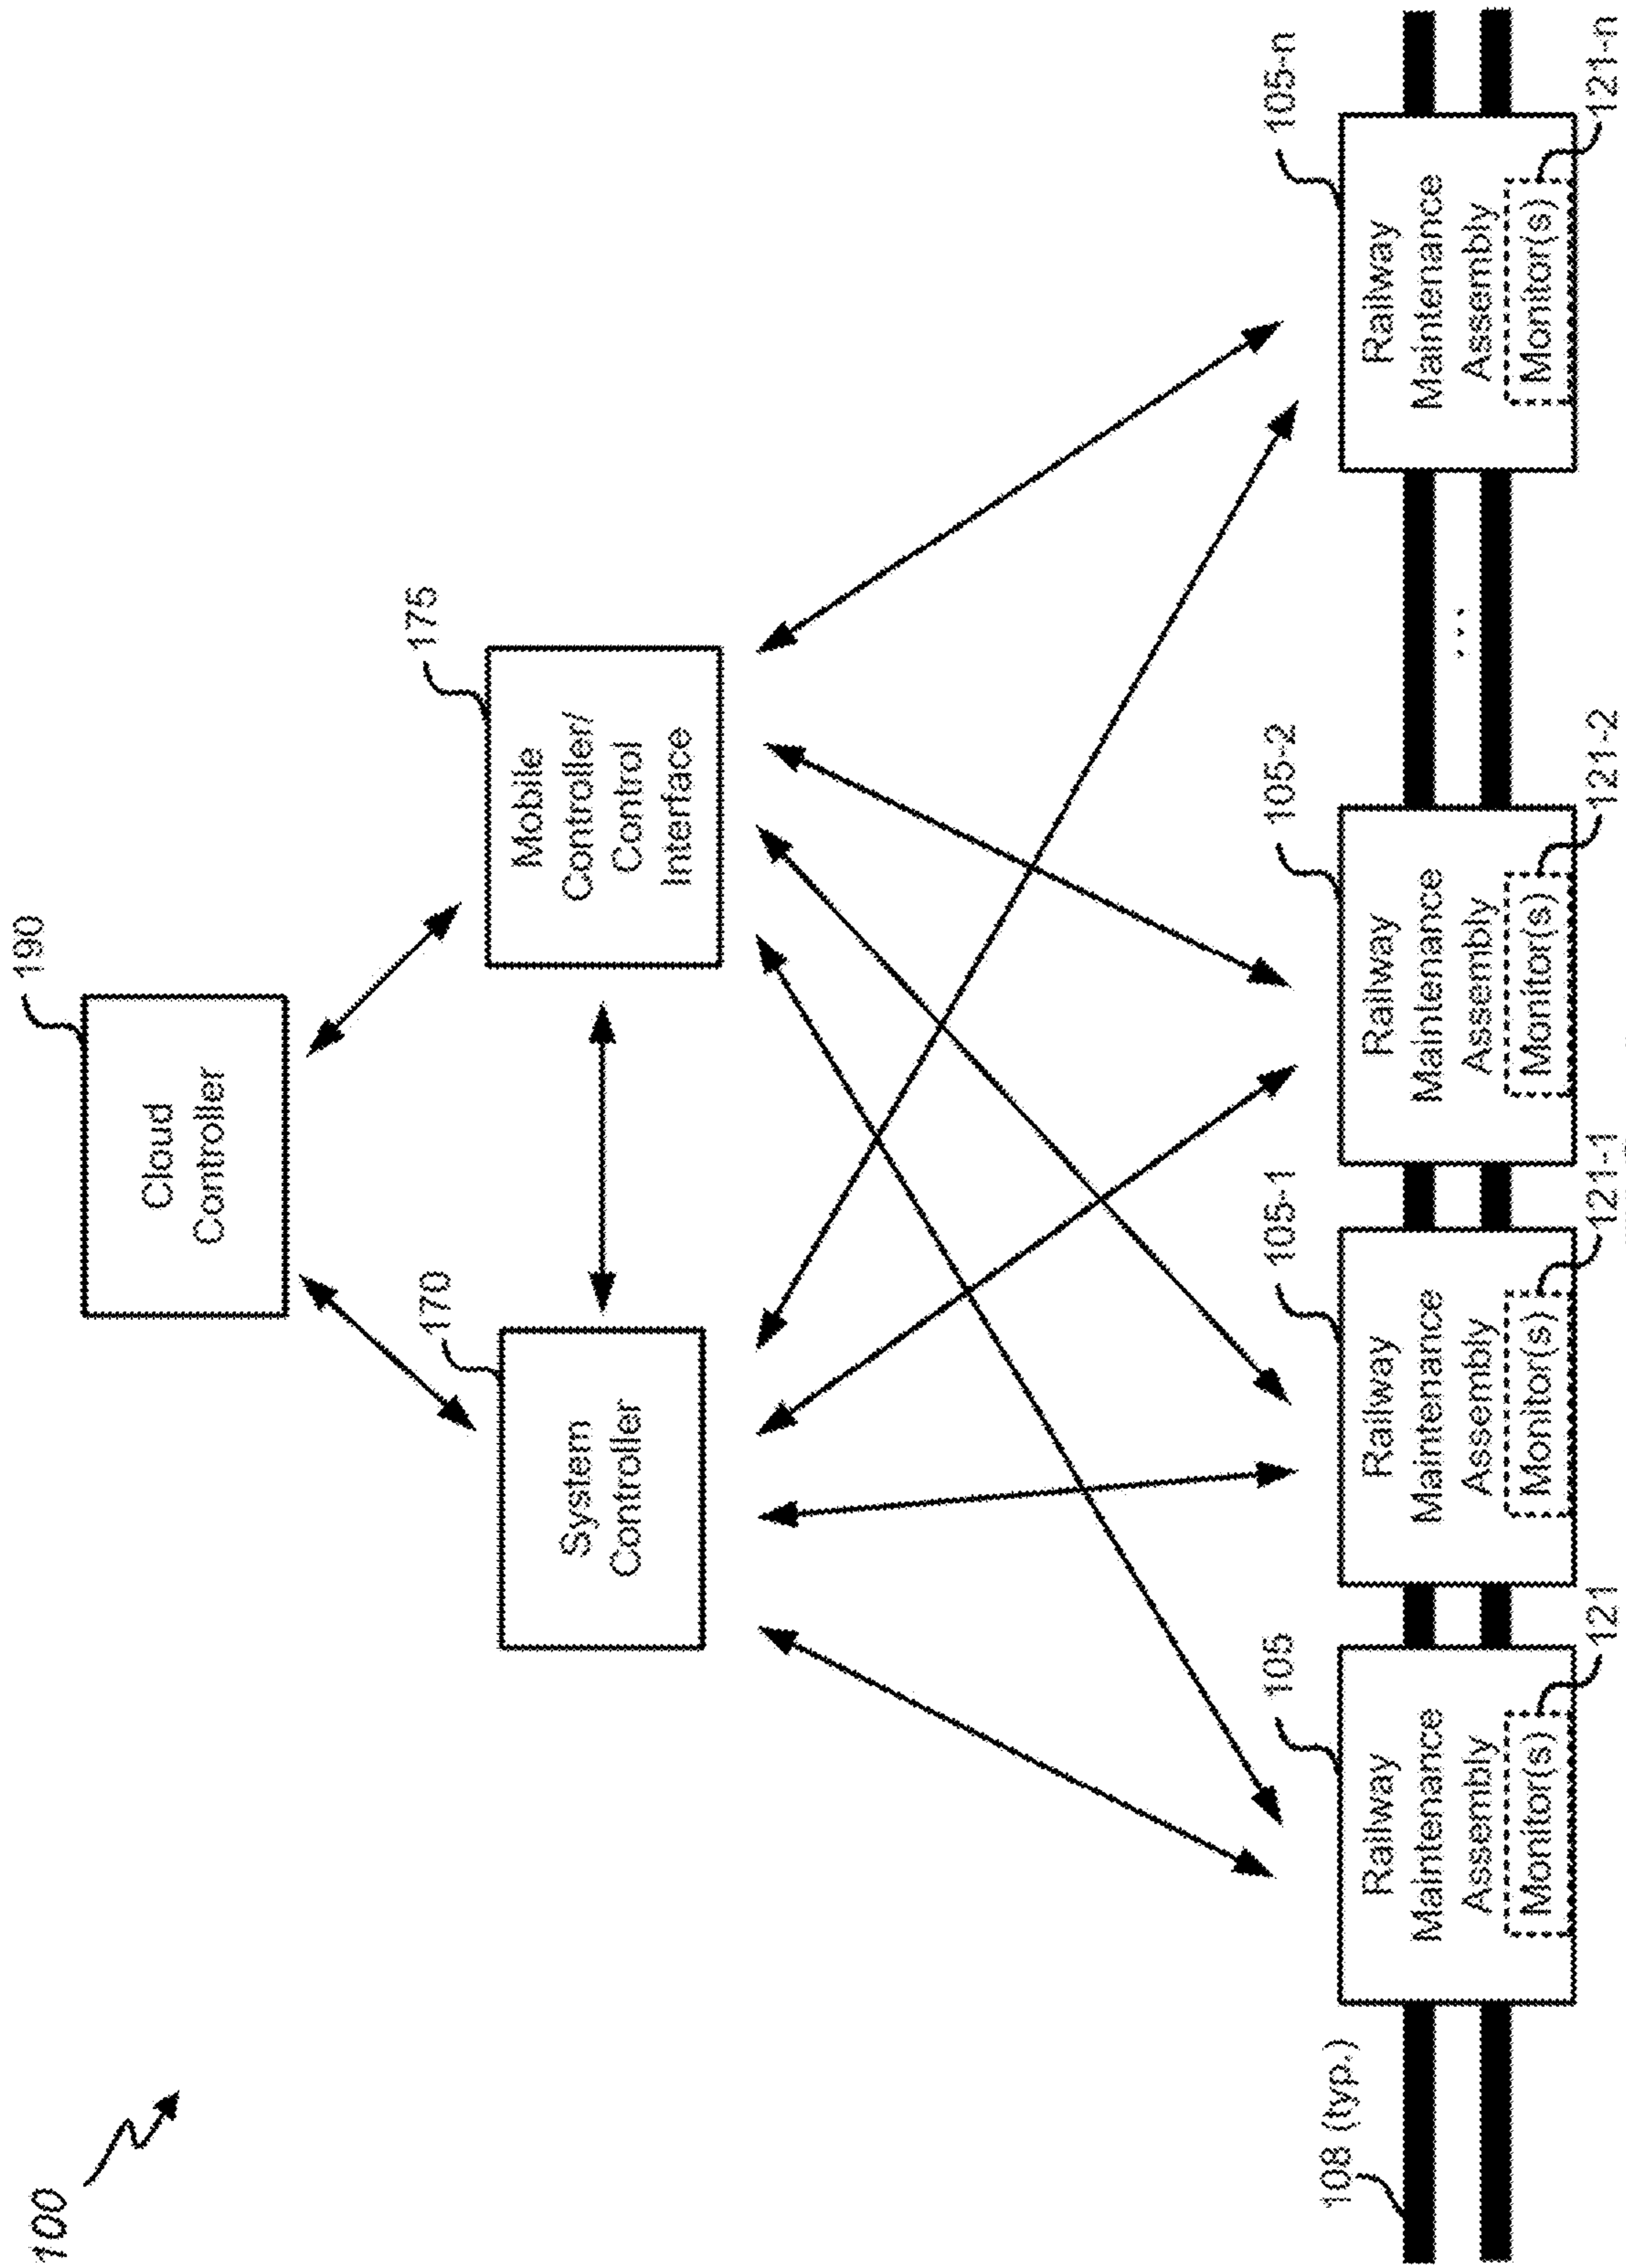 100
190
Cloud
Controller
170
System
Controller
175
Mobile
Controller/
Control
Interface
108 (typ.)
105
Railway
Maintenance
Assembly
Monitor(s)
121
105-1
Railway
Maintenance
Assembly
Monitor(s)
121-1
105-2
Railway
Maintenance
Assembly
Monitor(s)
121-2
...
105-n
Railway
Maintenance
Assembly
Monitor(s)
121-n